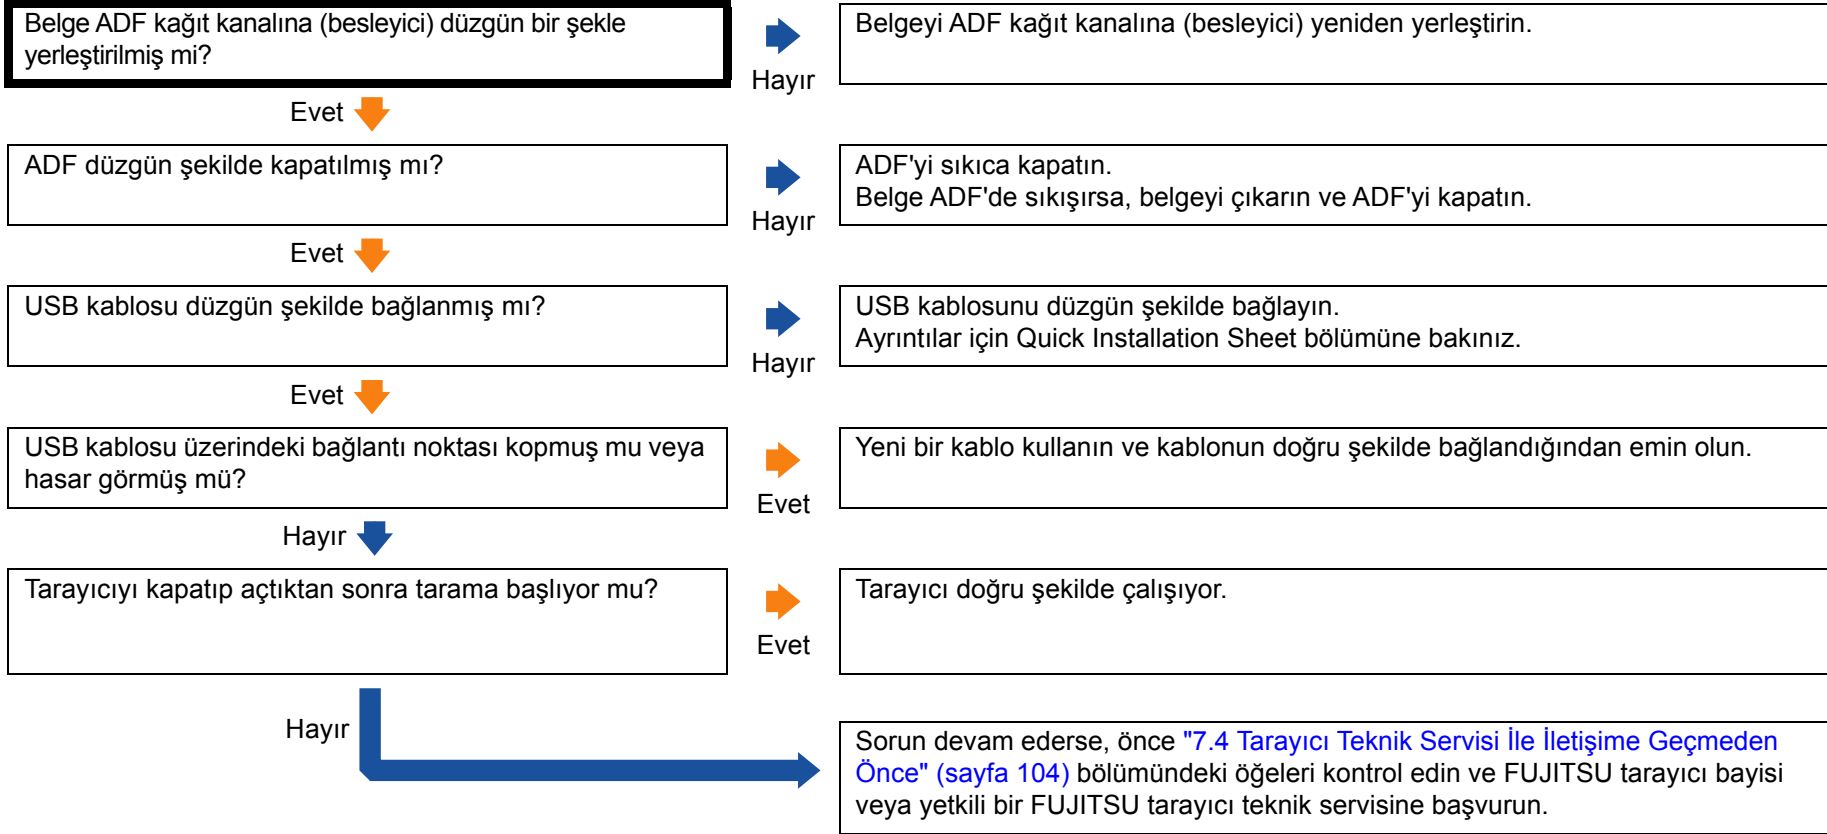 Belge ADF kağıt kanalına (besleyici) düzgün bir şekle
yerleştirilmiş mi?
Hayır
Belgeyi ADF kağıt kanalına (besleyici) yeniden yerleştirin.
Evet
ADF düzgün şekilde kapatılmış mı?
Hayır
ADF'yi sıkıca kapatın.
Belge ADF'de sıkışırsa, belgeyi çıkarın ve ADF'yi kapatın.
Evet
USB kablosu düzgün şekilde bağlanmış mı?
Hayır
USB kablosunu düzgün şekilde bağlayın.
Ayrıntılar için Quick Installation Sheet bölümüne bakınız.
Evet
USB kablosu üzerindeki bağlantı noktası kopmuş mu veya
hasar görmüş mü?
Evet
Yeni bir kablo kullanın ve kablonun doğru şekilde bağlandığından emin olun.
Hayır
Tarayıcıyı kapatıp açtıktan sonra tarama başlıyor mu?
Evet
Tarayıcı doğru şekilde çalışıyor.
Hayır
Sorun devam ederse, önce "7.4 Tarayıcı Teknik Servisi İle İletişime Geçmeden
Önce" (sayfa 104) bölümündeki öğeleri kontrol edin ve FUJITSU tarayıcı bayisi
veya yetkili bir FUJITSU tarayıcı teknik servisine başvurun.